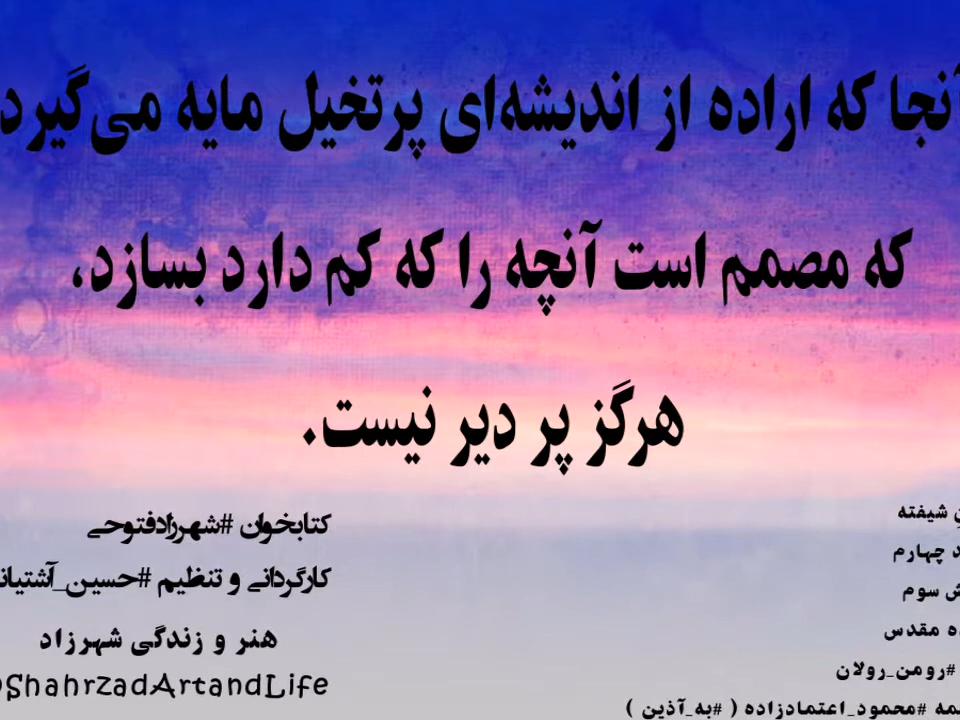 آنجا که اراده از اندیشه‌ای پرتخیل مایه می‌گیرد
که مصمم است آنچه را که کم دارد بسازد،
هرگز پر دیر نیست.
شیفته
چهارم
سوم
مقدس
#رومن_رولان
#محمود_اعتمادزاده ( #به_آذین )
کتابخوان #شهرزادفتوحی
کارگردانی و تنظیم #حسین_آشتیان
هنر و زندگی شهرزاد
@ShahrzadArtandLife